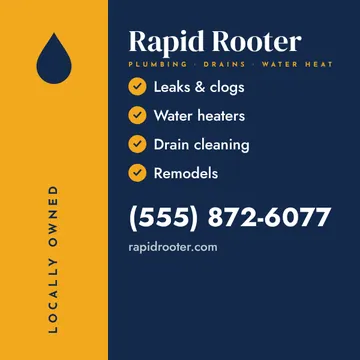 Rapid Rooter
PLUMBING · DRAINS · WATER HEAT
Leaks & clogs
Water heaters
Drain cleaning
Remodels
(555) 872-6077
rapidrooter.com
LOCALLY OWNED